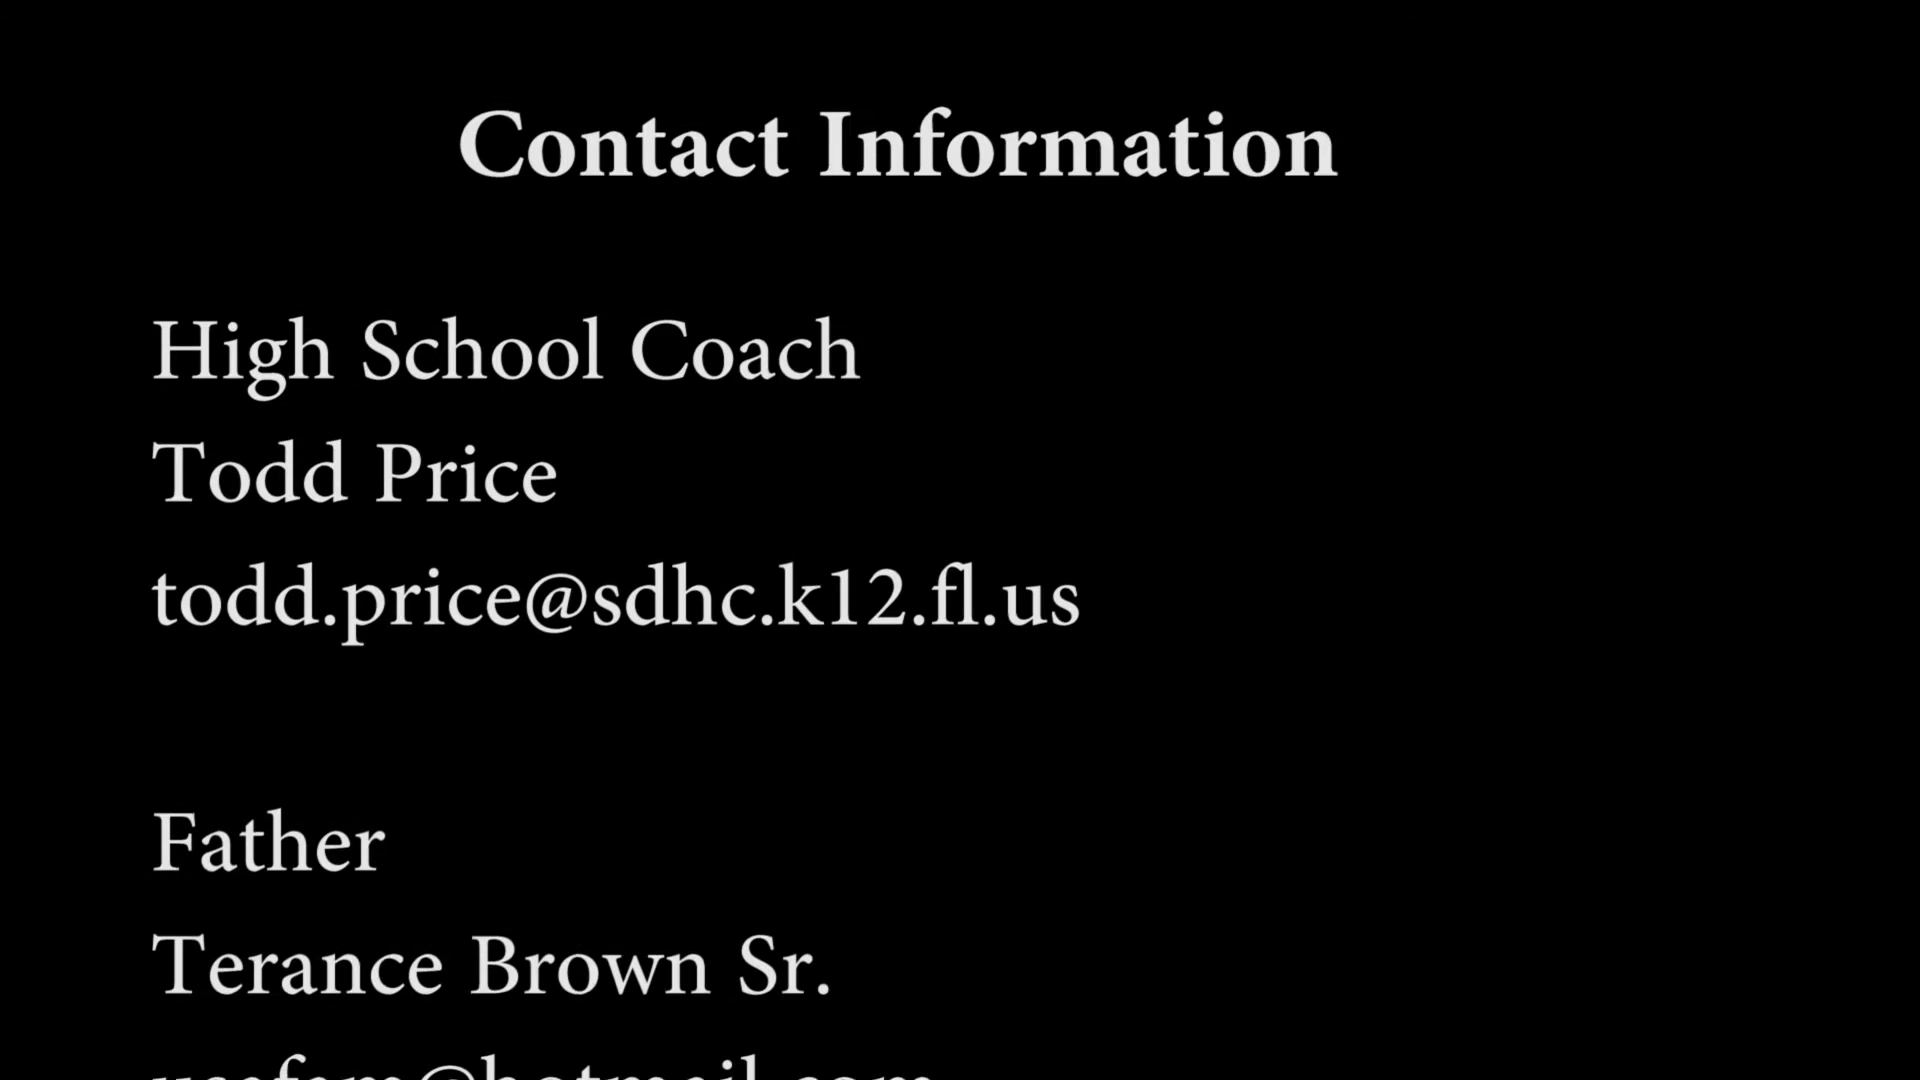 Contact Information
High School Coach
Todd Price
todd.price@sdhc.k12.fl.us
Father
Terance Brown Sr.